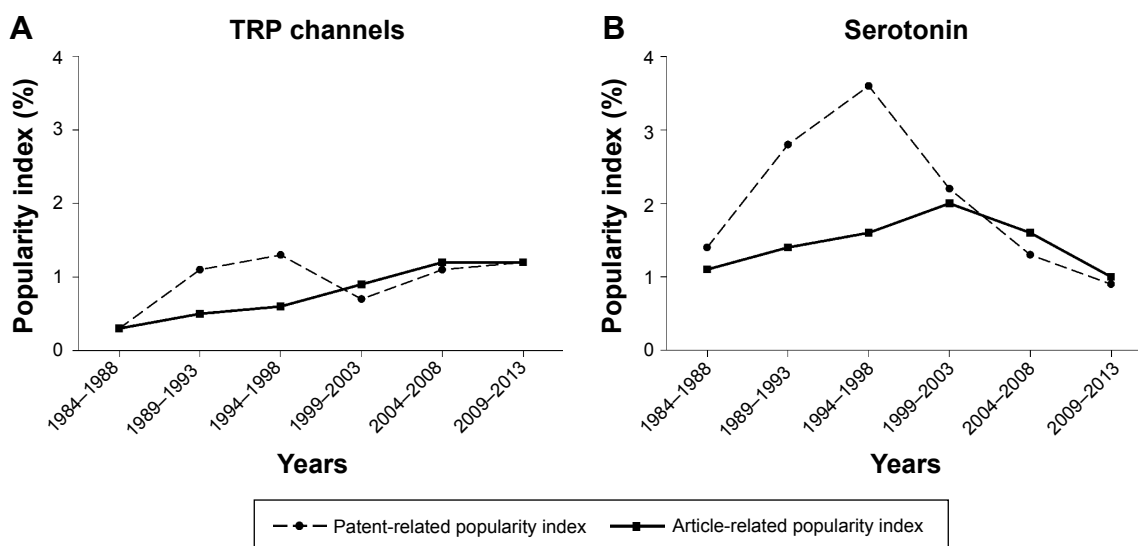 A
TRP channels
Popularity index (%)
4
3
2
1
0
1984–1988
1989–1993
1994–1998
1999–2003
2004–2008
2009–2013
Years
B
Serotonin
Popularity index (%)
4
3
2
1
0
1984–1988
1989–1993
1994–1998
1999–2003
2004–2008
2009–2013
Years
Patent-related popularity index
Article-related popularity index